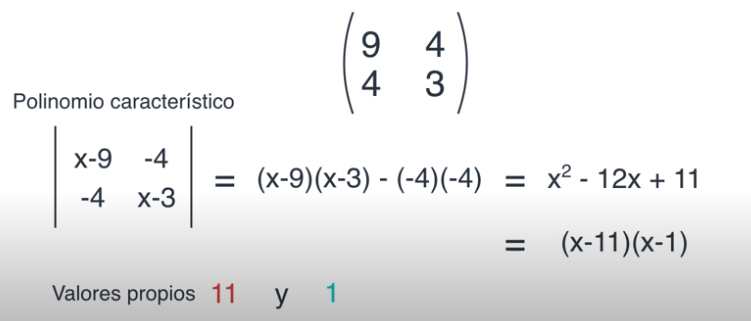 9 4
4 3
Polinomio característico
x-9 -4
-4 x-3
= (x-9)(x-3) - (-4)(-4) = x² - 12x + 11
= (x-11)(x-1)
Valores propios 11 y 1